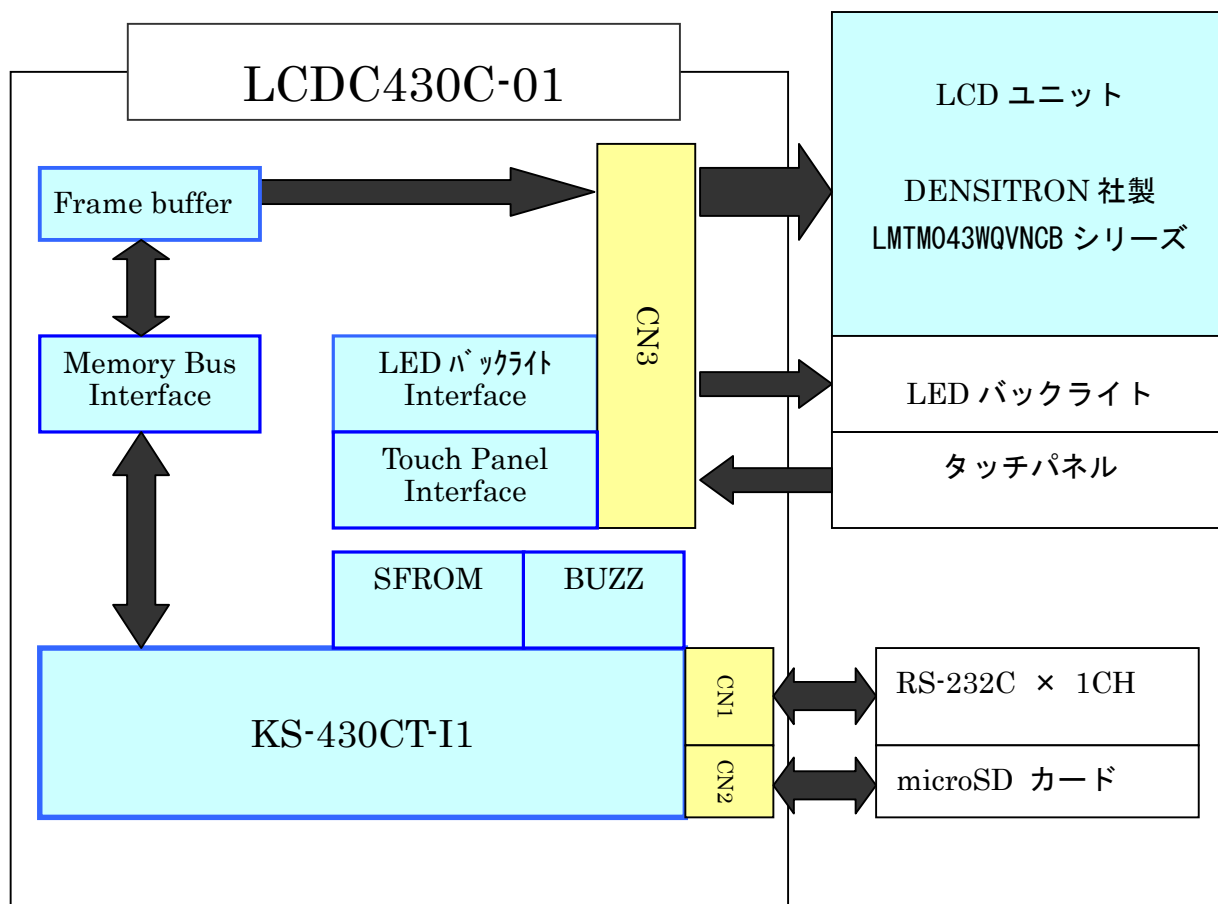 LCDC430C-01
LCD ユニット
DENSITRON 社製
LMTM043WQVNCB シリーズ
Frame buffer
CN3
Memory Bus
Interface
LED ﾊﾞｯｸﾗｲﾄ
Interface
LED バックライト
Touch Panel
Interface
タッチパネル
SFROM
BUZZ
KS-430CT-I1
CN1
RS-232C × 1CH
CN2
microSD カード